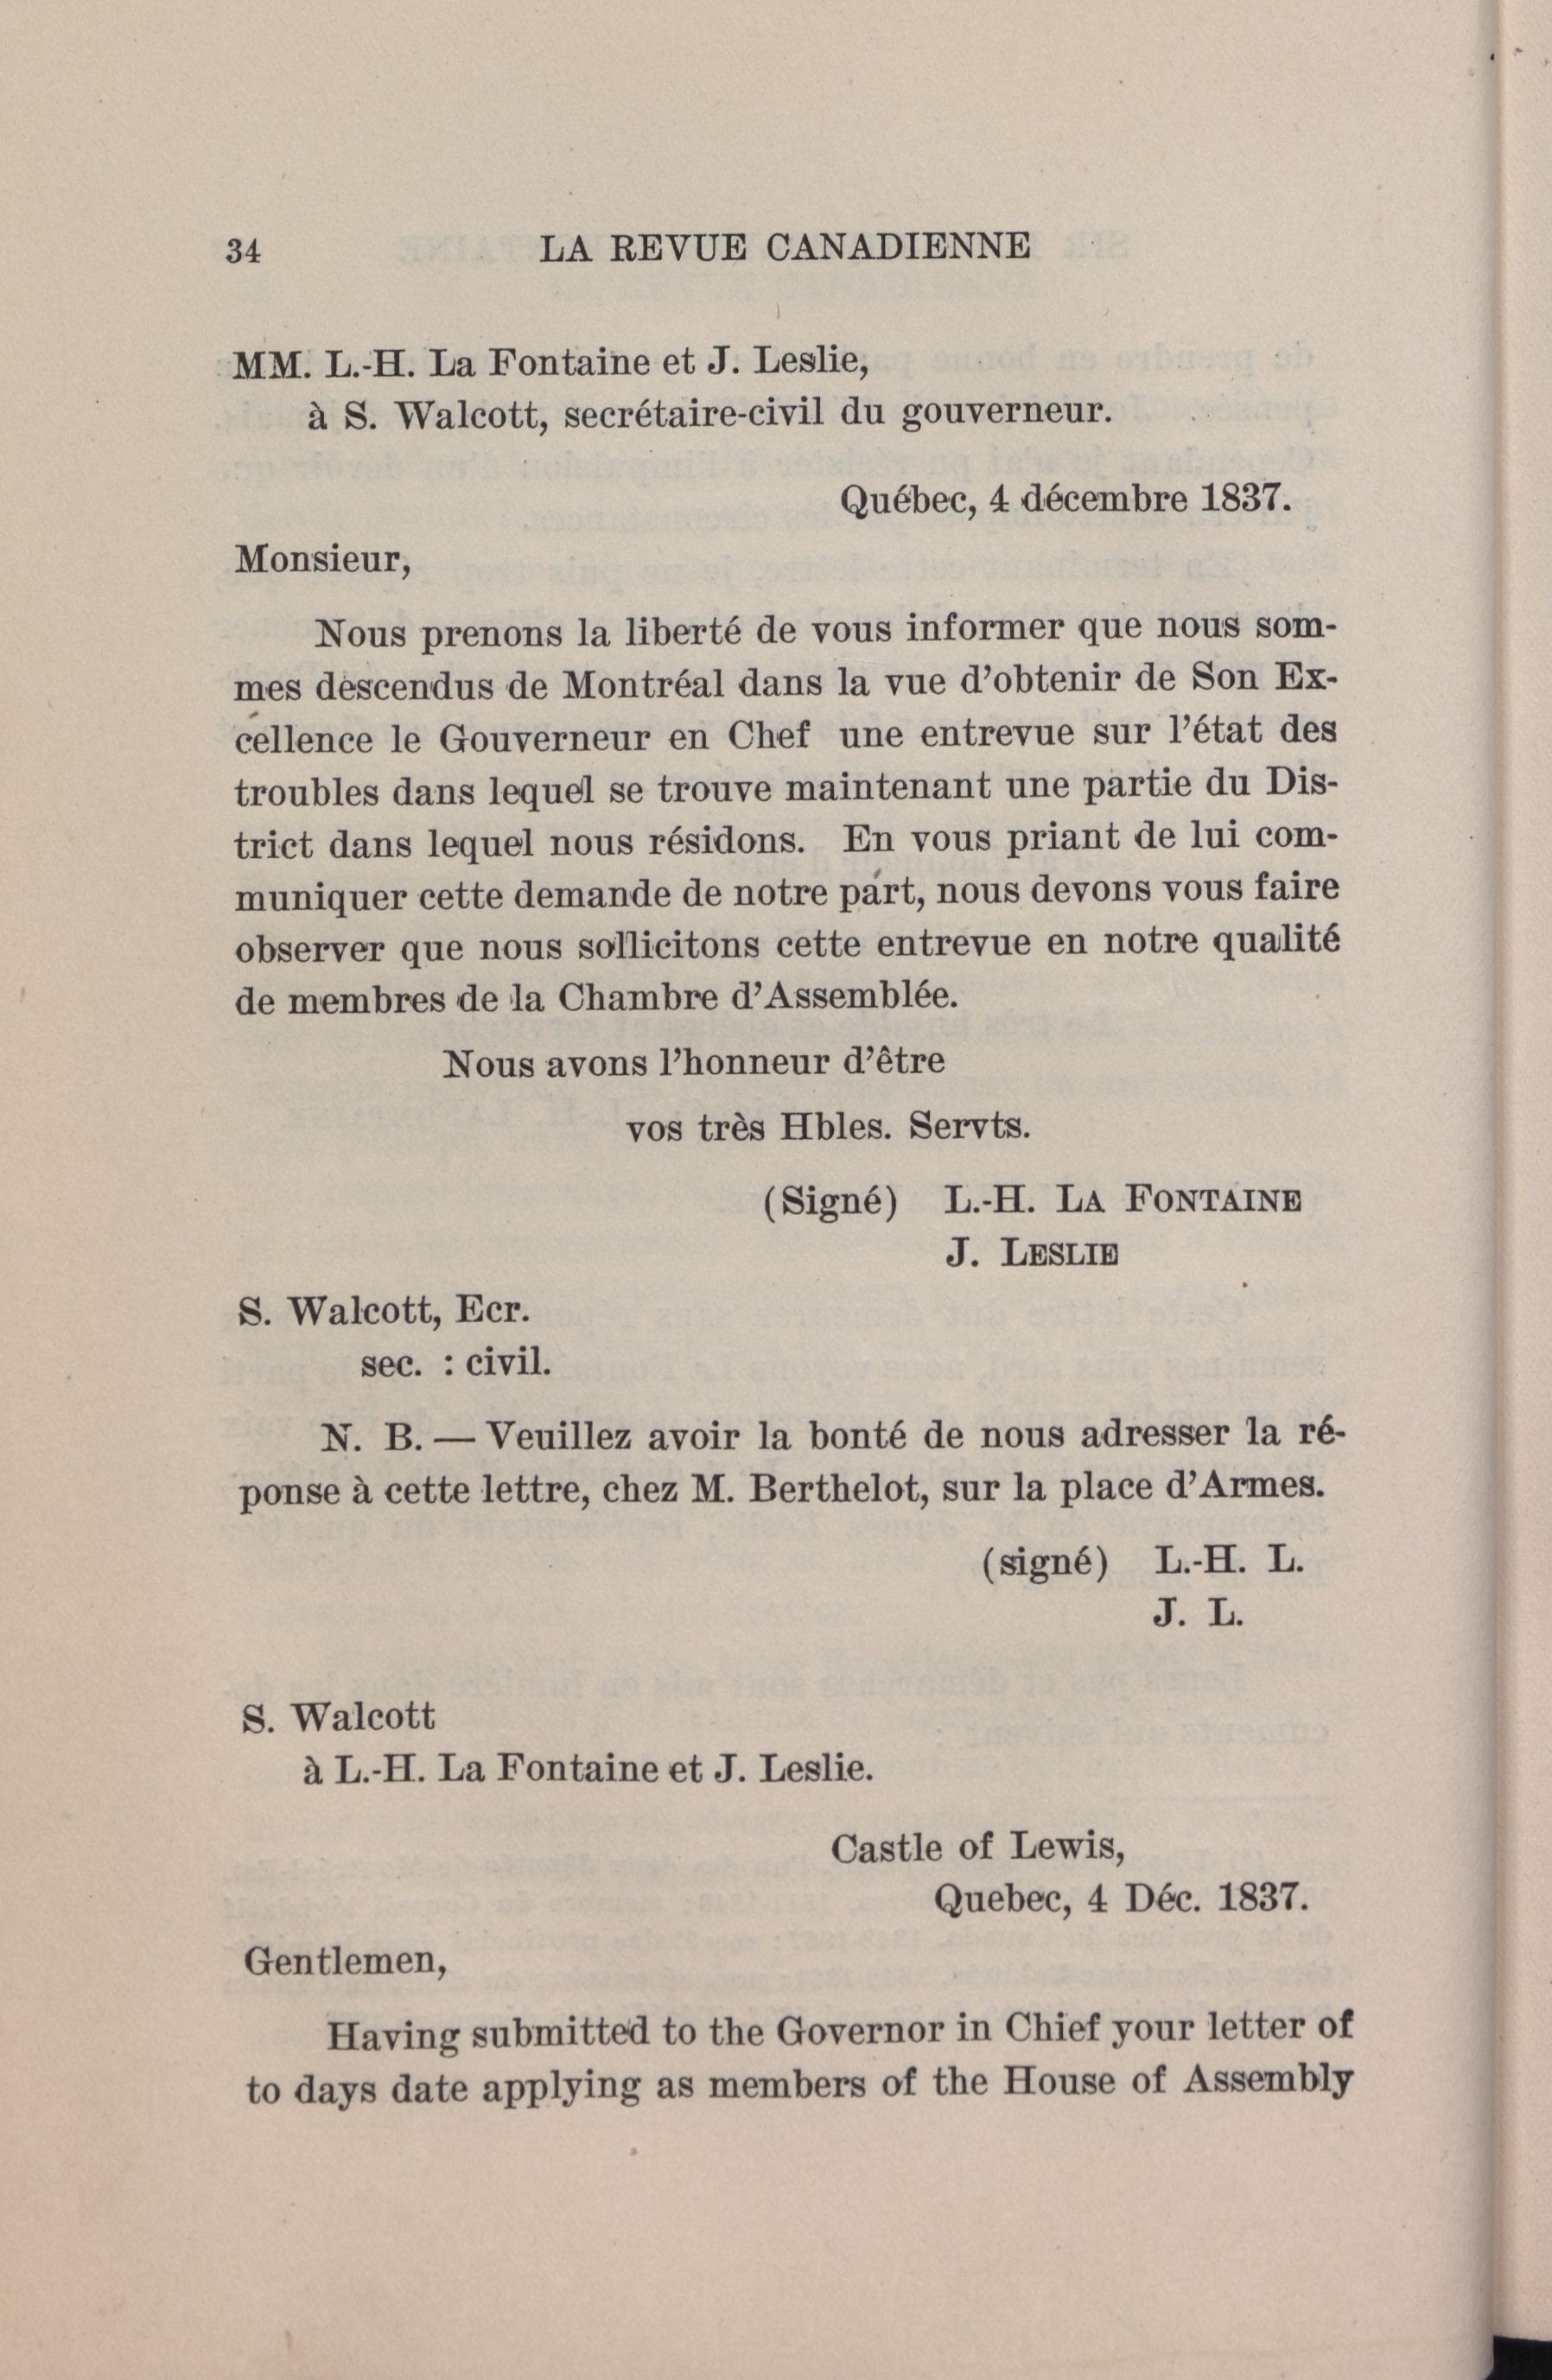 34 LA REVUE CANADIENNE
MM. L.-H. La Fontaine et J. Leslie,
à S. Walcott, secrétaire-civil du gouverneur.
Québec, 4 décembre 1837.
Monsieur,
Nous prenons la liberté de vous informer que nous som-
mes descendus de Montréal dans la vue d'obtenir de Son Ex-
cellence le Gouverneur en Chef une entrevue sur l'état des
troubles dans lequel se trouve maintenant une partie du Dis-
trict dans lequel nous résidons. En vous priant de lui com-
muniquer cette demande de notre part, nous devons vous faire
observer que nous sollicitons cette entrevue en notre qualité
de membres de la Chambre d'Assemblée.
Nous avons l'honneur d'être
vos très Hbles. Servts.
(Signé) L.-H. LA FONTAINE
J. LESLIE
S. Walcott, Ecr.
sec. : civil.
N. B. — Veuillez avoir la bonté de nous adresser la ré-
ponse à cette lettre, chez M. Berthelot, sur la place d'Armes.
(signé) L.-H. L.
J. L.
S. Walcott
à L.-H. La Fontaine et J. Leslie.
Castle of Lewis,
Quebec, 4 Déc. 1837.
Gentlemen,
Having submitted to the Governor in Chief your letter of
to days date applying as members of the House of Assembly